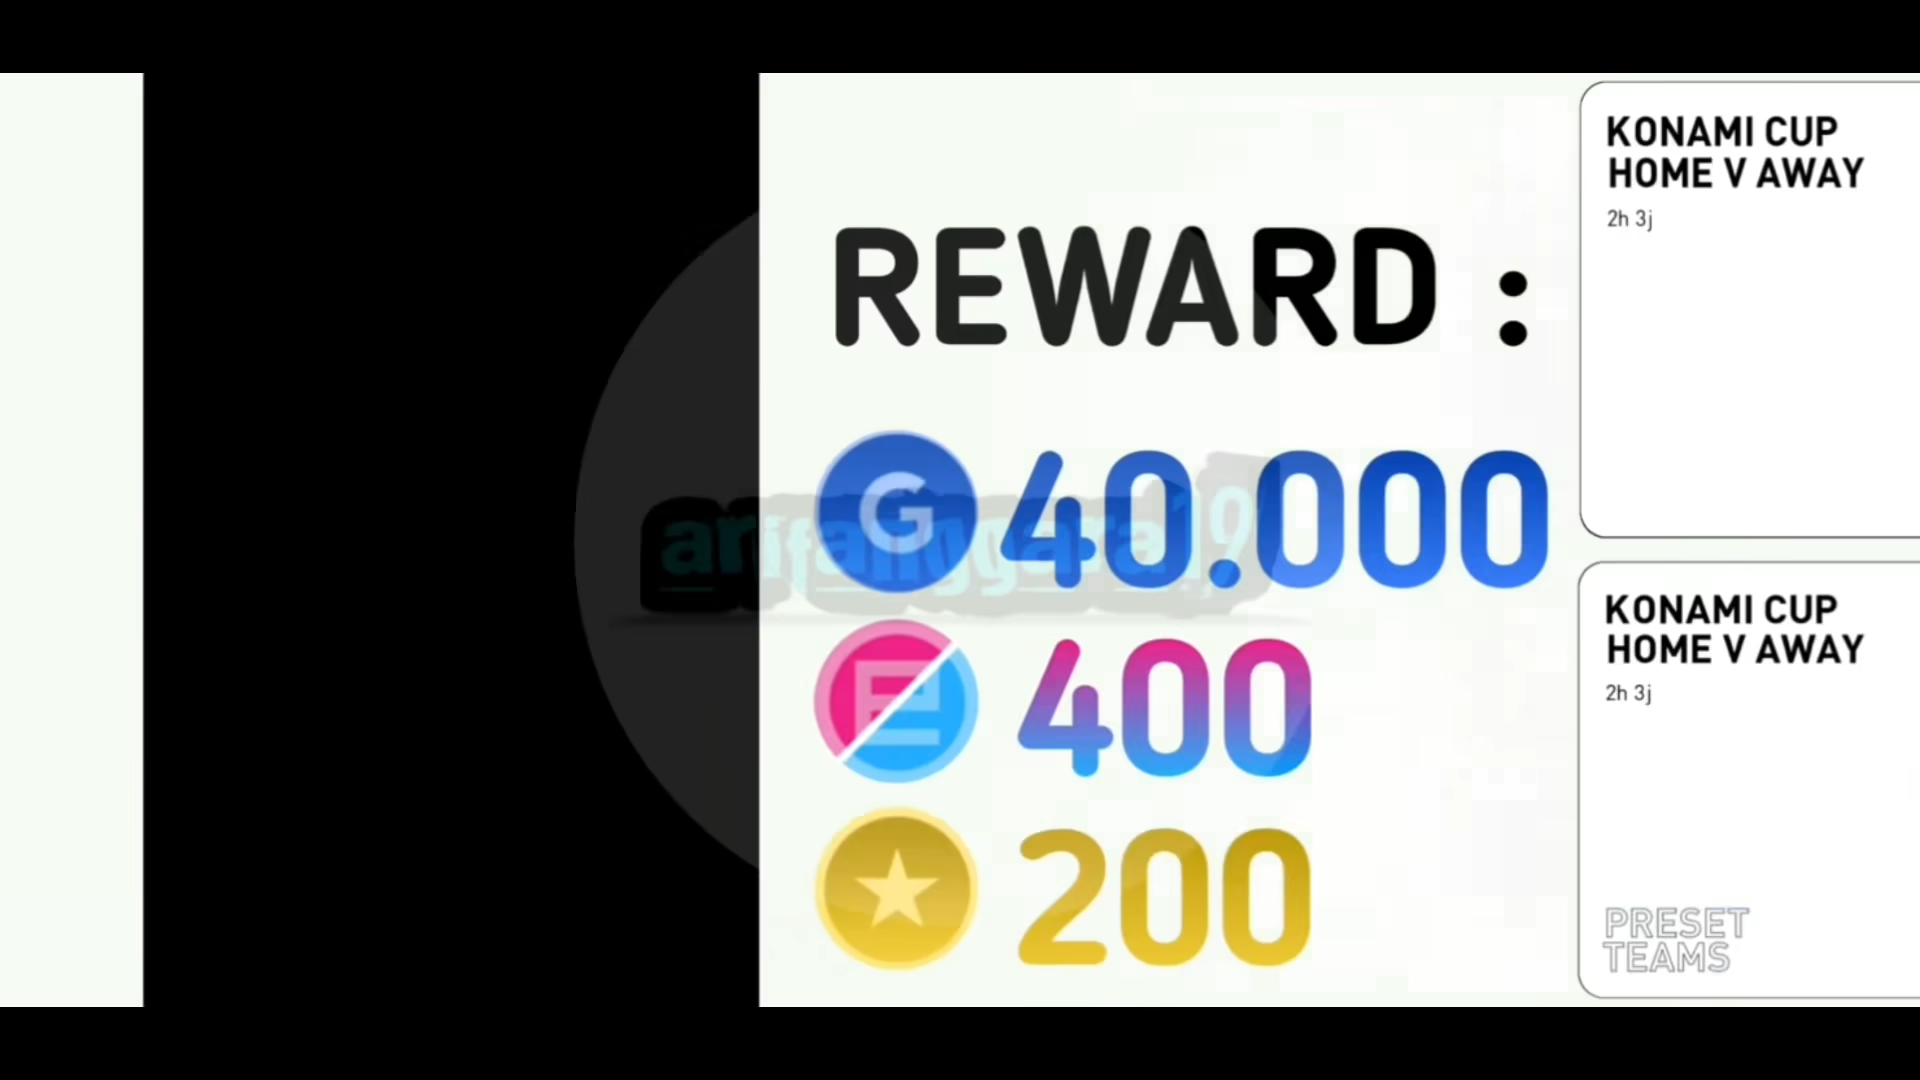 REWARD :
G 40.000
E 400
200
arifanggara19
KONAMI CUP
HOME V AWAY
2h 3j
KONAMI CUP
HOME V AWAY
2h 3j
PRESET
TEAMS